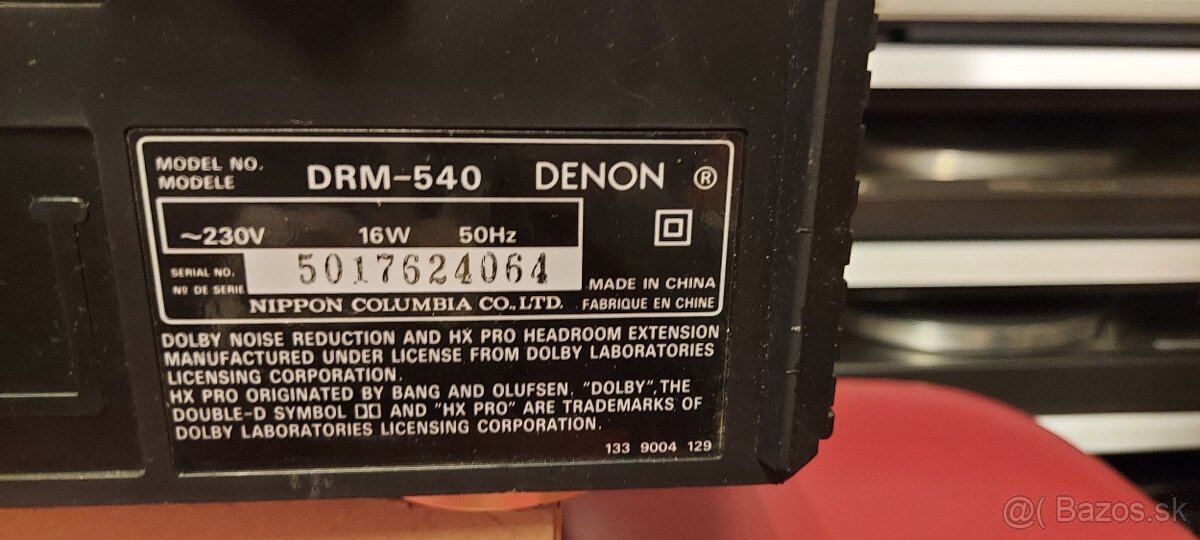 MODEL NO.
MODELE
DRM-540 DENON ®
~230V 16W 50Hz
SERIAL NO.
Nº DE SERIE
5017624064
MADE IN CHINA
NIPPON COLUMBIA CO.,LTD. FABRIQUE EN CHINE
DOLBY NOISE REDUCTION AND HX PRO HEADROOM EXTENSION
MANUFACTURED UNDER LICENSE FROM DOLBY LABORATORIES
LICENSING CORPORATION.
HX PRO ORIGINATED BY BANG AND OLUFSEN. "DOLBY", THE
DOUBLE-D SYMBOL AND "HX PRO" ARE TRADEMARKS OF
DOLBY LABORATORIES LICENSING CORPORATION.
133 9004 129
@( Bazos.sk